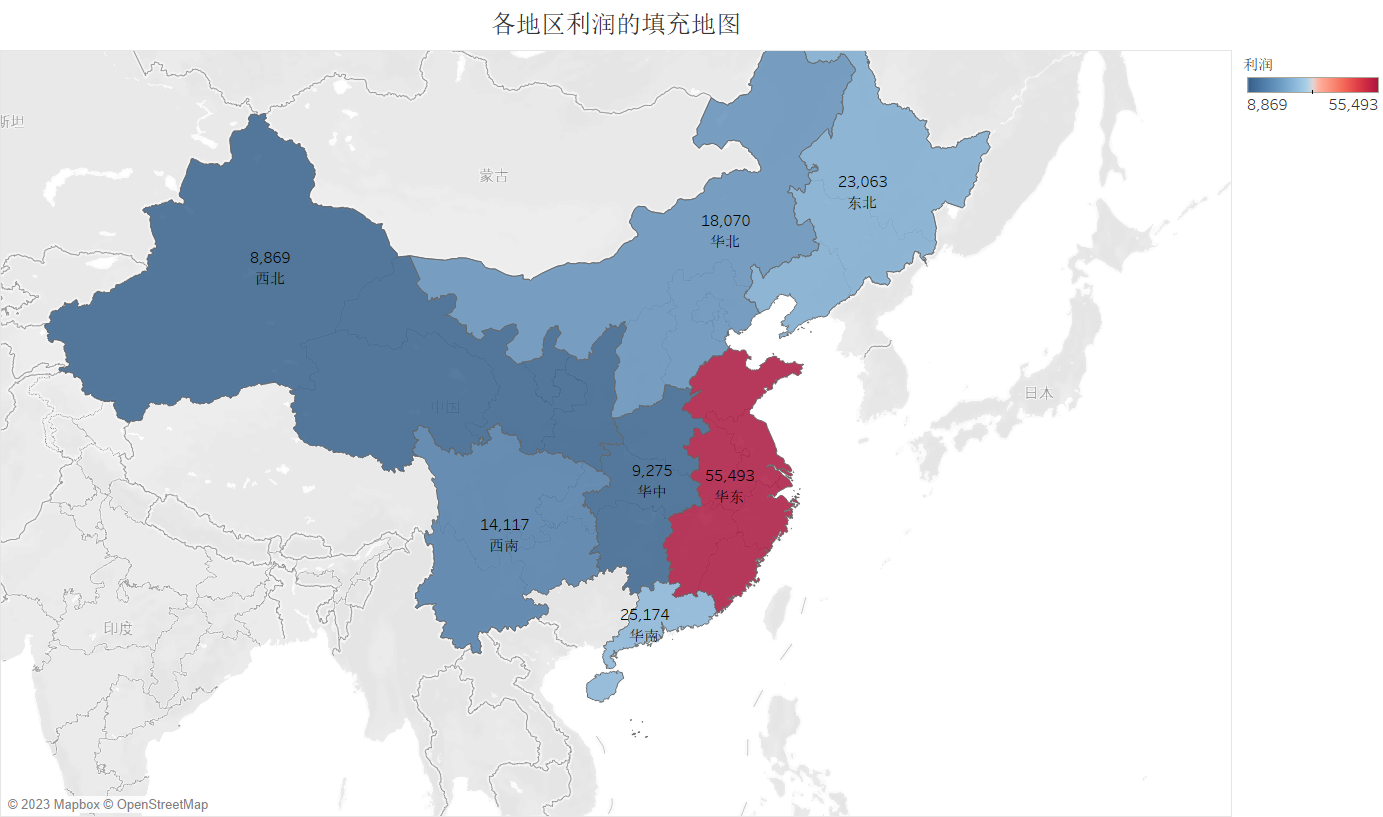 各地区利润的填充地图
利润
8,869 55,493
斯坦
蒙古
23,063
东北
18,070
华北
8,869
西北
日本
中国
9,275
华中
55,493
华东
14,117
西南
25,174
华南
印度
© 2023 Mapbox © OpenStreetMap